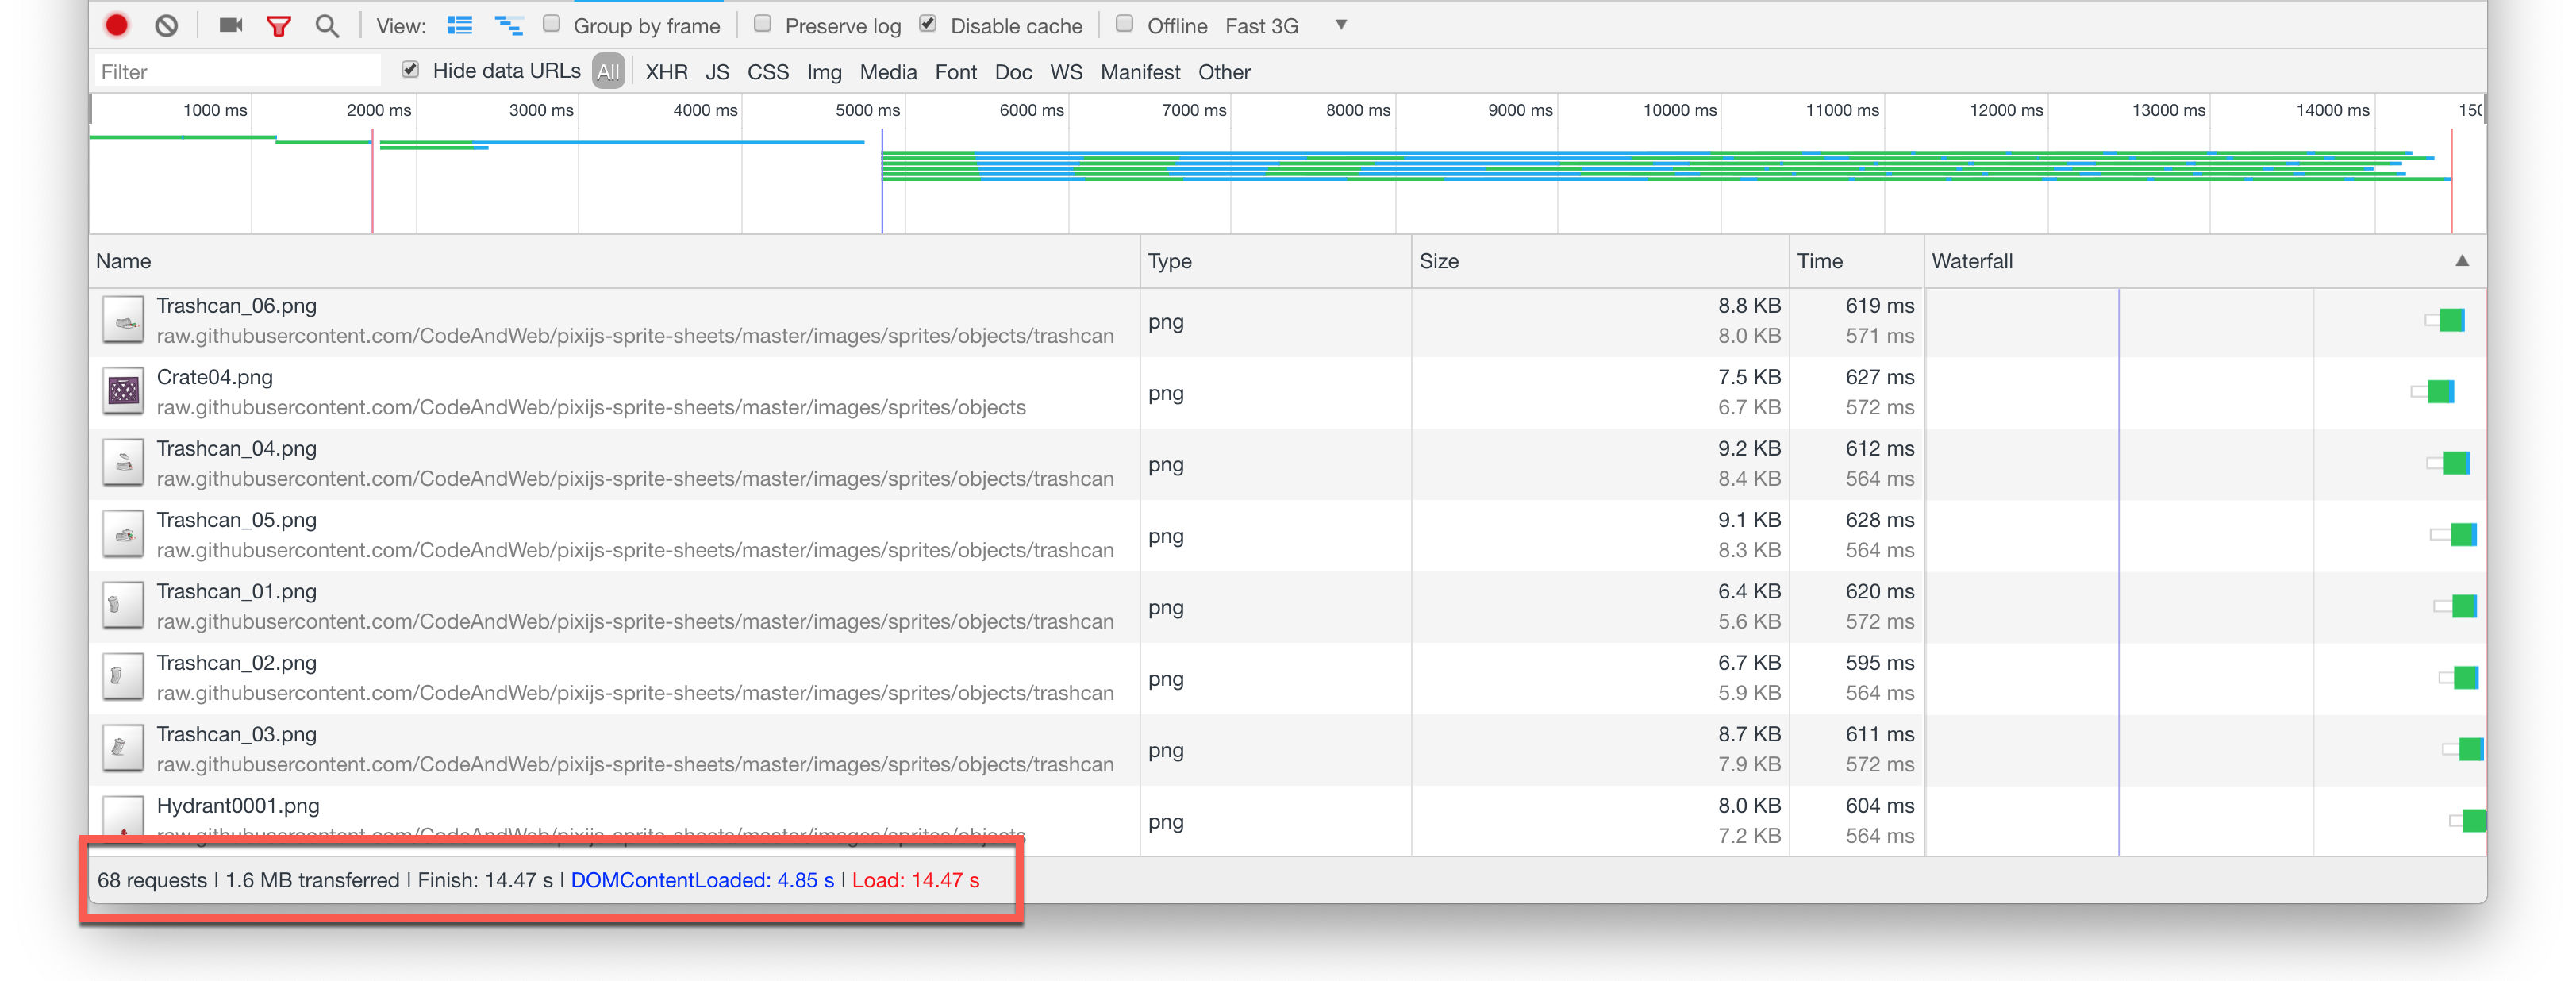 View: Group by frame Preserve log Disable cache Offline Fast 3G
Filter Hide data URLs All XHR JS CSS Img Media Font Doc WS Manifest Other
1000 ms 2000 ms 3000 ms 4000 ms 5000 ms 6000 ms 7000 ms 8000 ms 9000 ms 10000 ms 11000 ms 12000 ms 13000 ms 14000 ms
Name Type Size Time Waterfall
Trashcan_06.png 8.8 KB 619 ms
png
raw.githubusercontent.com/CodeAndWeb/pixijs-sprite-sheets/master/images/sprites/objects/trashcan 8.0 KB 571 ms
Crate04.png 7.5 KB 627 ms
png
raw.githubusercontent.com/CodeAndWeb/pixijs-sprite-sheets/master/images/sprites/objects 6.7 KB 572 ms
Trashcan_04.png 9.2 KB 612 ms
png
raw.githubusercontent.com/CodeAndWeb/pixijs-sprite-sheets/master/images/sprites/objects/trashcan 8.4 KB 564 ms
Trashcan_05.png 9.1 KB 628 ms
png
raw.githubusercontent.com/CodeAndWeb/pixijs-sprite-sheets/master/images/sprites/objects/trashcan 8.3 KB 564 ms
Trashcan_01.png 6.4 KB 620 ms
png
raw.githubusercontent.com/CodeAndWeb/pixijs-sprite-sheets/master/images/sprites/objects/trashcan 5.6 KB 572 ms
Trashcan_02.png 6.7 KB 595 ms
png
raw.githubusercontent.com/CodeAndWeb/pixijs-sprite-sheets/master/images/sprites/objects/trashcan 5.9 KB 564 ms
Trashcan_03.png 8.7 KB 611 ms
png
raw.githubusercontent.com/CodeAndWeb/pixijs-sprite-sheets/master/images/sprites/objects/trashcan 7.9 KB 572 ms
Hydrant0001.png 8.0 KB 604 ms
png
raw.githubusercontent.com/CodeAndWeb/pixijs-sprite-sheets/master/images/sprites/objects 7.2 KB 564 ms
68 requests | 1.6 MB transferred | Finish: 14.47 s | DOMContentLoaded: 4.85 s | Load: 14.47 s